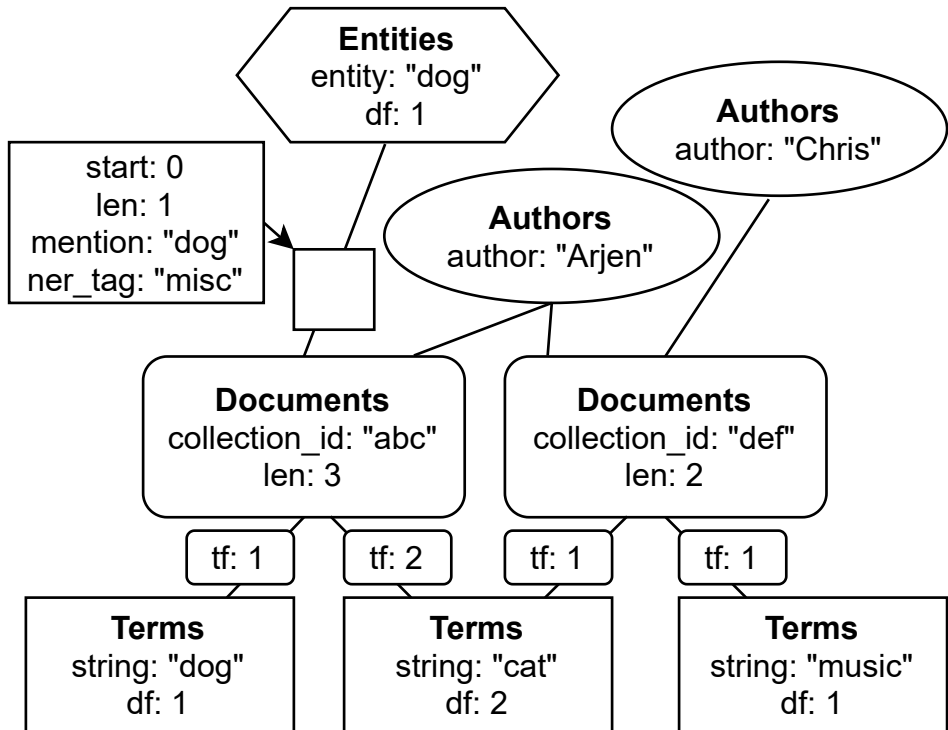 Entities
entity: "dog"
df: 1
Authors
author: "Chris"
start: 0
len: 1
mention: "dog"
ner_tag: "misc"
Authors
author: "Arjen"
Documents
collection_id: "abc"
len: 3
Documents
collection_id: "def"
len: 2
tf: 1
tf: 2
tf: 1
tf: 1
Terms
string: "dog"
df: 1
Terms
string: "cat"
df: 2
Terms
string: "music"
df: 1